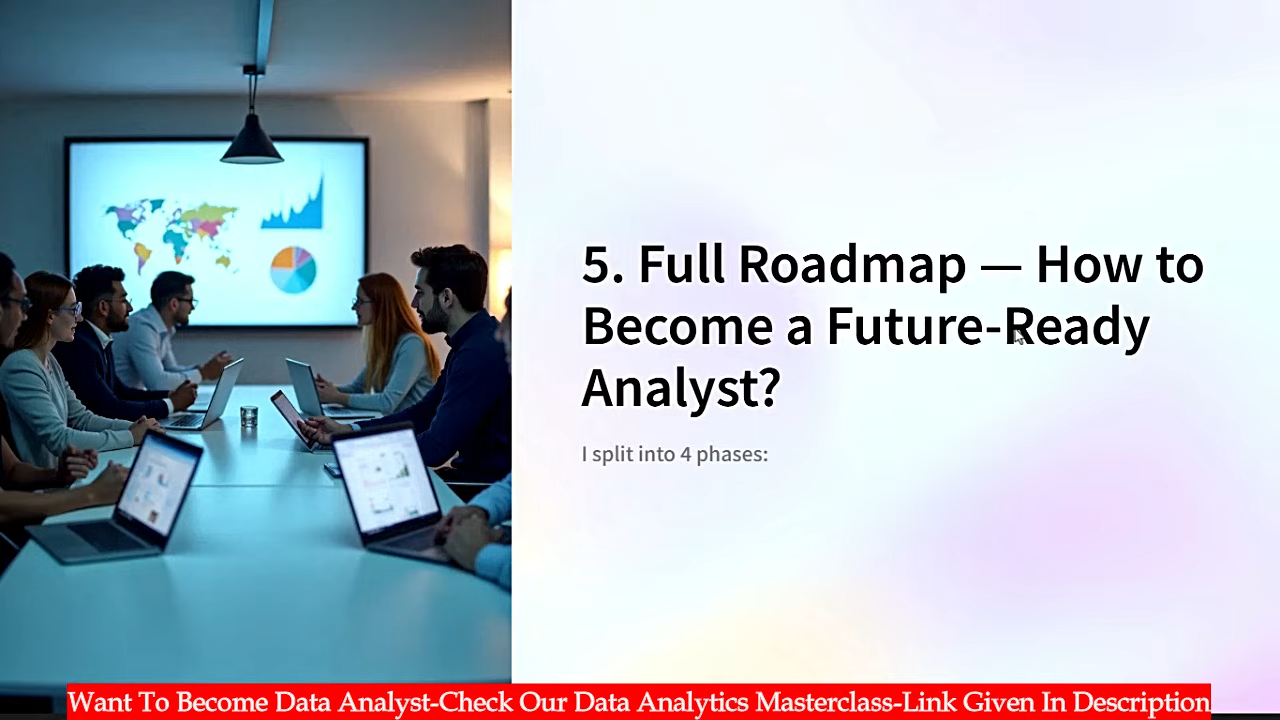 5. Full Roadmap — How to
Become a Future-Ready
Analyst?
I split into 4 phases:
Want To Become Data Analyst-Check Our Data Analytics Masterclass-Link Given In Description